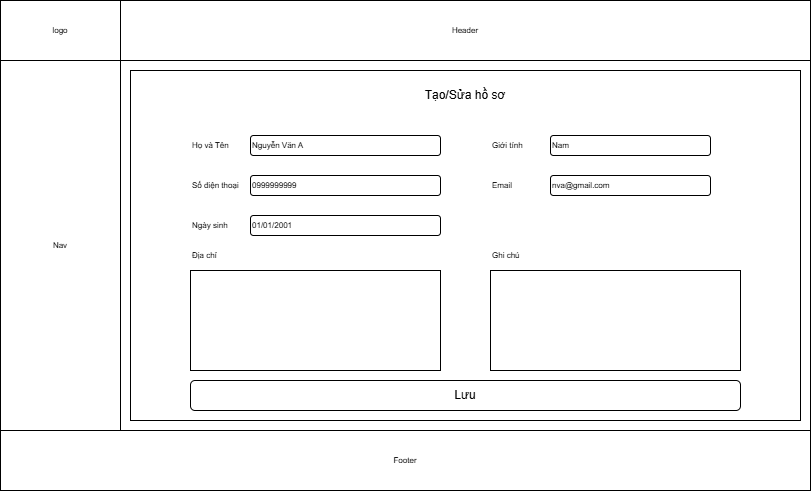 logo
Header
Nav
Tạo/Sửa hồ sơ
Họ và Tên
Nguyễn Văn A
Giới tính
Nam
Số điện thoại
0999999999
Email
nva@gmail.com
Ngày sinh
01/01/2001
Địa chỉ
Ghi chú
Lưu
Footer